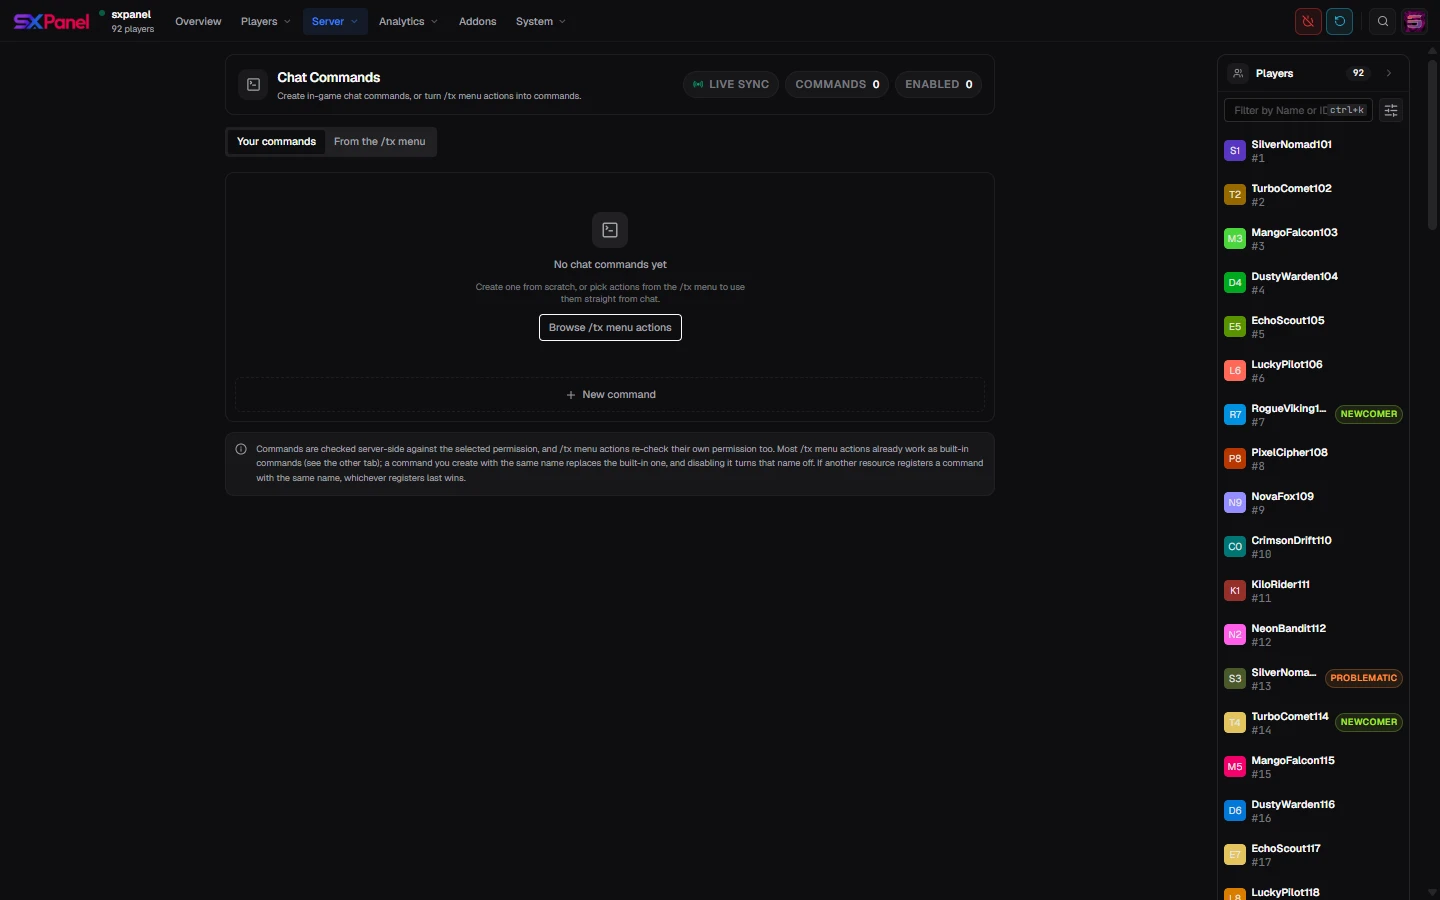 SXPanel
sxpanel
92 players
Overview
Players
Server
Analytics
Addons
System
Chat Commands
Create in-game chat commands, or turn /tx menu actions into commands.
LIVE SYNC
COMMANDS 0
ENABLED 0
Your commands
From the /tx menu
No chat commands yet
Create one from scratch, or pick actions from the /tx menu to use
them straight from chat.
Browse /tx menu actions
+ New command
Commands are checked server-side against the selected permission, and /tx menu actions re-check their own permission too. Most /tx menu actions already work as built-in
commands (see the other tab); a command you create with the same name replaces the built-in one, and disabling it turns that name off. If another resource registers a command
with the same name, whichever registers last wins.
Players
92
Filter by Name or ID
ctrl+k
S1
SilverNomad101
#1
T2
TurboComet102
#2
M3
MangoFalcon103
#3
D4
DustyWarden104
#4
E5
EchoScout105
#5
L6
LuckyPilot106
#6
R7
RogueViking1...
#7
NEWCOMER
P8
PixelCipher108
#8
N9
NovaFox109
#9
C0
CrimsonDrift110
#10
K1
KiloRider111
#11
N2
NeonBandit112
#12
S3
SilverNoma...
#13
PROBLEMATIC
T4
TurboComet114
#14
NEWCOMER
M5
MangoFalcon115
#15
D6
DustyWarden116
#16
E7
EchoScout117
#17
L8
LuckyPilot118